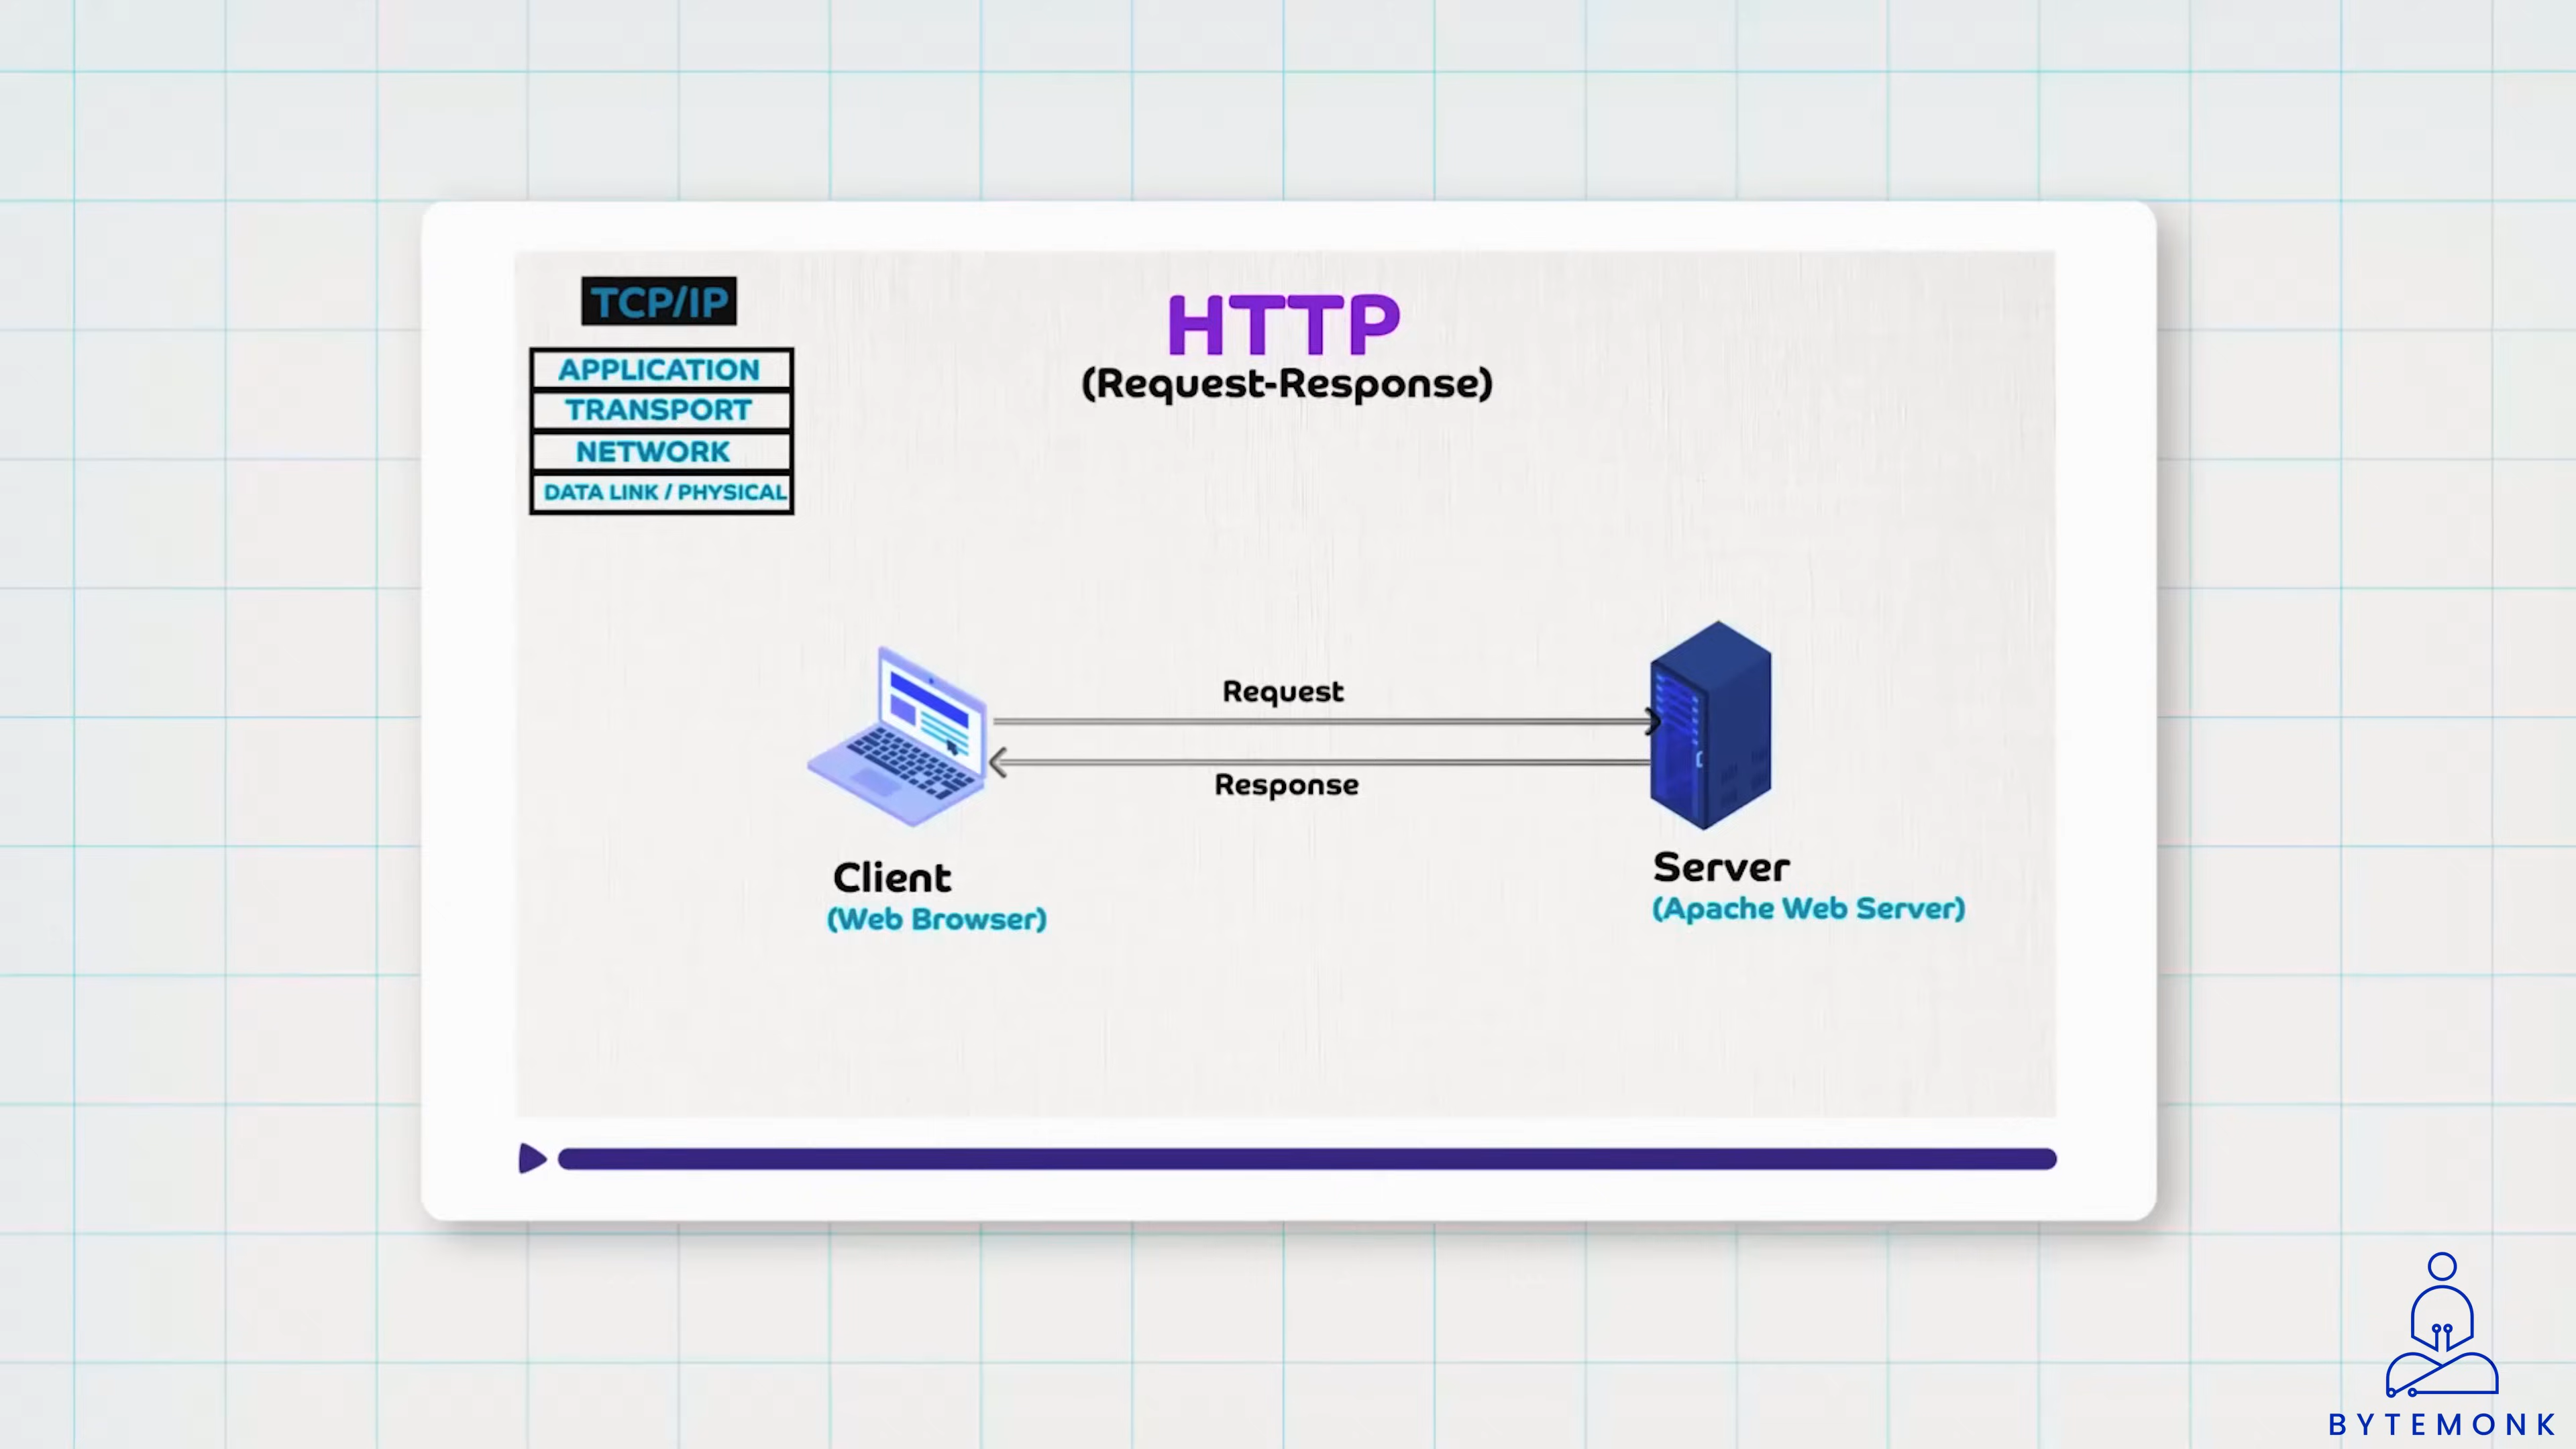 TCP/IP
APPLICATION
TRANSPORT
NETWORK
DATA LINK / PHYSICAL
HTTP
(Request-Response)
Request
Response
Client
(Web Browser)
Server
(Apache Web Server)
BYTEMONK